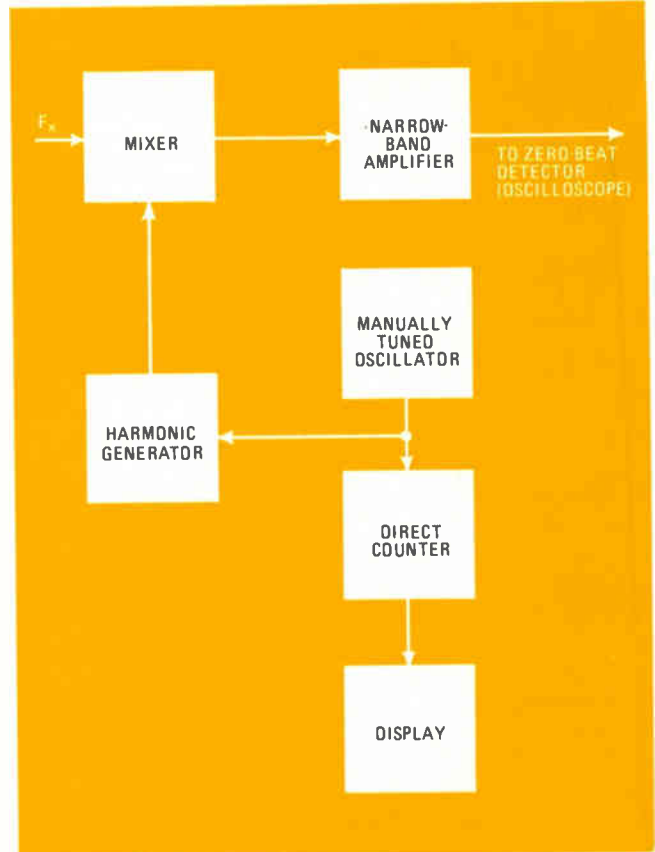 Fx
MIXER
NARROW-
BAND
AMPLIFIER
TO ZERO-BEAT
DETECTOR
(OSCILLOSCOPE)
MANUALLY
TUNED
OSCILLATOR
HARMONIC
GENERATOR
DIRECT
COUNTER
DISPLAY